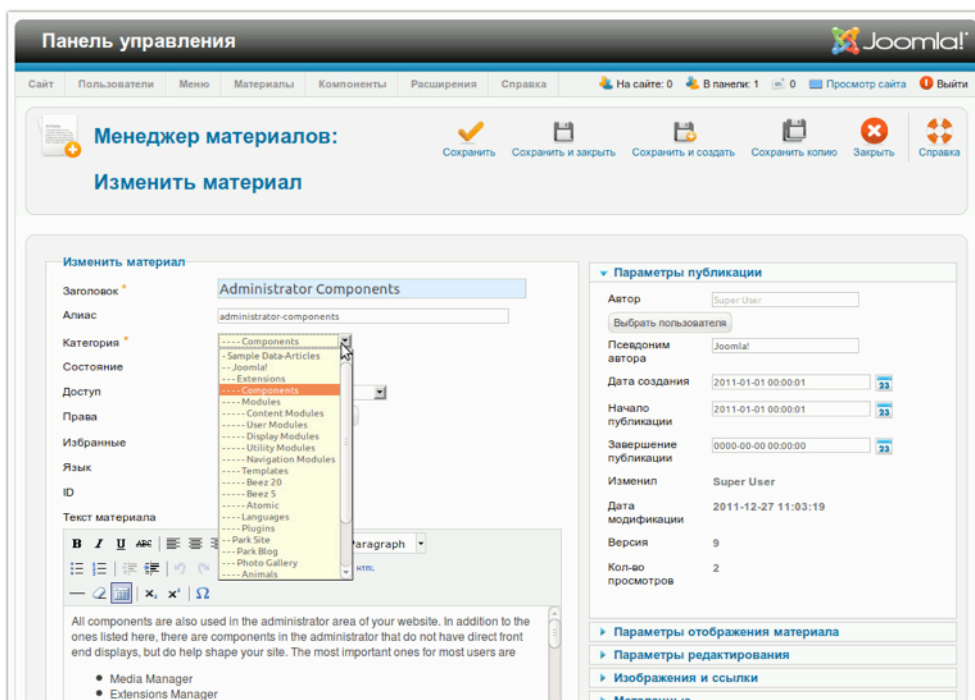 Панель управления
Joomla!
Сайт Пользователи Меню Материалы Компоненты Расширения Справка На сайте: 0 В панели: 1 0 Просмотр сайта Выйти
Менеджер материалов:
Изменить материал
Сохранить Сохранить и закрыть Сохранить и создать Сохранить копию Закрыть Справка
Изменить материал
Заголовок *
Administrator Components
Алиас
administrator-components
Категория *
---- Components
- Sample Data-Articles
-- Joomla!
--- Extensions
---- Components
---- Modules
----- Content Modules
----- User Modules
----- Display Modules
----- Utility Modules
----- Navigation Modules
---- Templates
----- Beez 20
----- Beez 5
----- Atomic
---- Languages
---- Plugins
-- Park Site
--- Park Blog
--- Photo Gallery
---- Animals
Состояние
Доступ
Права
Избранные
Язык
ID
Текст материала
B I U ABC Paragraph
HTML
x₂ x² Ω
All components are also used in the administrator area of your website. In addition to the
ones listed here, there are components in the administrator that do not have direct front
end displays, but do help shape your site. The most important ones for most users are
• Media Manager
• Extensions Manager
Параметры публикации
Автор Super User
Выбрать пользователя
Псевдоним
автора
Joomla!
Дата создания 2011-01-01 00:00:01 23
Начало
публикации
2011-01-01 00:00:01 23
Завершение
публикации
0000-00-00 00:00:00 23
Изменил Super User
Дата
модификации
2011-12-27 11:03:19
Версия 9
Кол-во
просмотров
2
Параметры отображения материала
Параметры редактирования
Изображения и ссылки